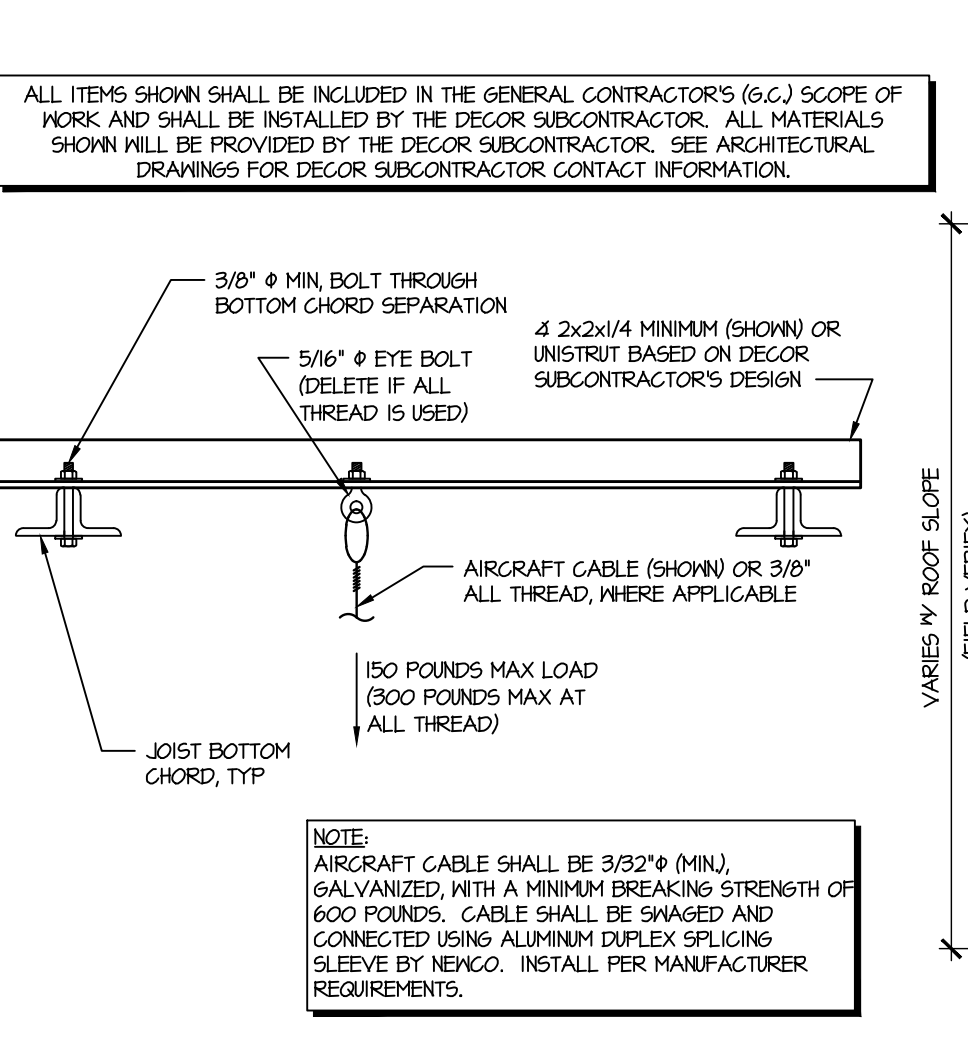 ALL ITEMS SHOWN SHALL BE INCLUDED IN THE GENERAL CONTRACTOR'S (G.C.) SCOPE OF
WORK AND SHALL BE INSTALLED BY THE DECOR SUBCONTRACTOR. ALL MATERIALS
SHOWN WILL BE PROVIDED BY THE DECOR SUBCONTRACTOR. SEE ARCHITECTURAL
DRAWINGS FOR DECOR SUBCONTRACTOR CONTACT INFORMATION.
3/8" Φ MIN, BOLT THROUGH
BOTTOM CHORD SEPARATION
5/16" Φ EYE BOLT
(DELETE IF ALL
THREAD IS USED)
∡ 2x2x1/4 MINIMUM (SHOWN) OR
UNISTRUT BASED ON DECOR
SUBCONTRACTOR'S DESIGN
AIRCRAFT CABLE (SHOWN) OR 3/8"
ALL THREAD, WHERE APPLICABLE
150 POUNDS MAX LOAD
(300 POUNDS MAX AT
ALL THREAD)
JOIST BOTTOM
CHORD, TYP
VARIES W/ ROOF SLOPE
NOTE:
AIRCRAFT CABLE SHALL BE 3/32"Φ (MIN.),
GALVANIZED, WITH A MINIMUM BREAKING STRENGTH OF
600 POUNDS. CABLE SHALL BE SWAGED AND
CONNECTED USING ALUMINUM DUPLEX SPLICING
SLEEVE BY NEWCO. INSTALL PER MANUFACTURER
REQUIREMENTS.